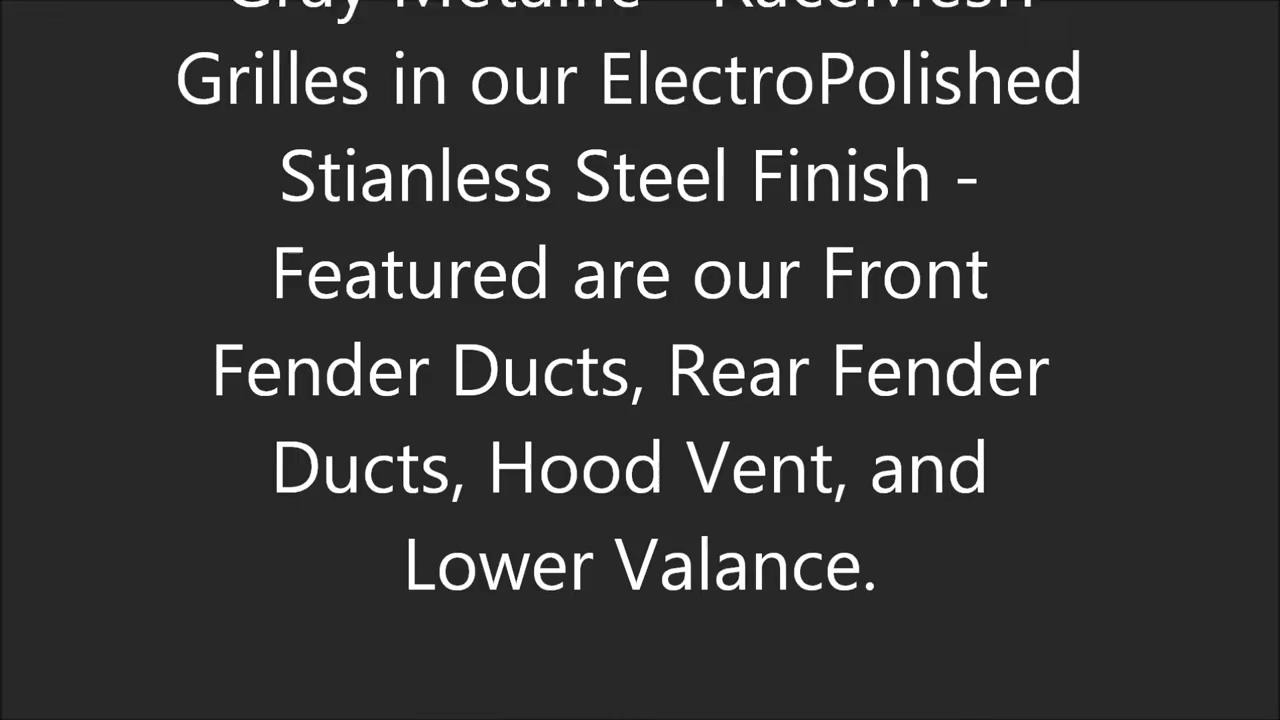 Gray Metallic - RaceMesh
Grilles in our ElectroPolished
Stianless Steel Finish -
Featured are our Front
Fender Ducts, Rear Fender
Ducts, Hood Vent, and
Lower Valance.